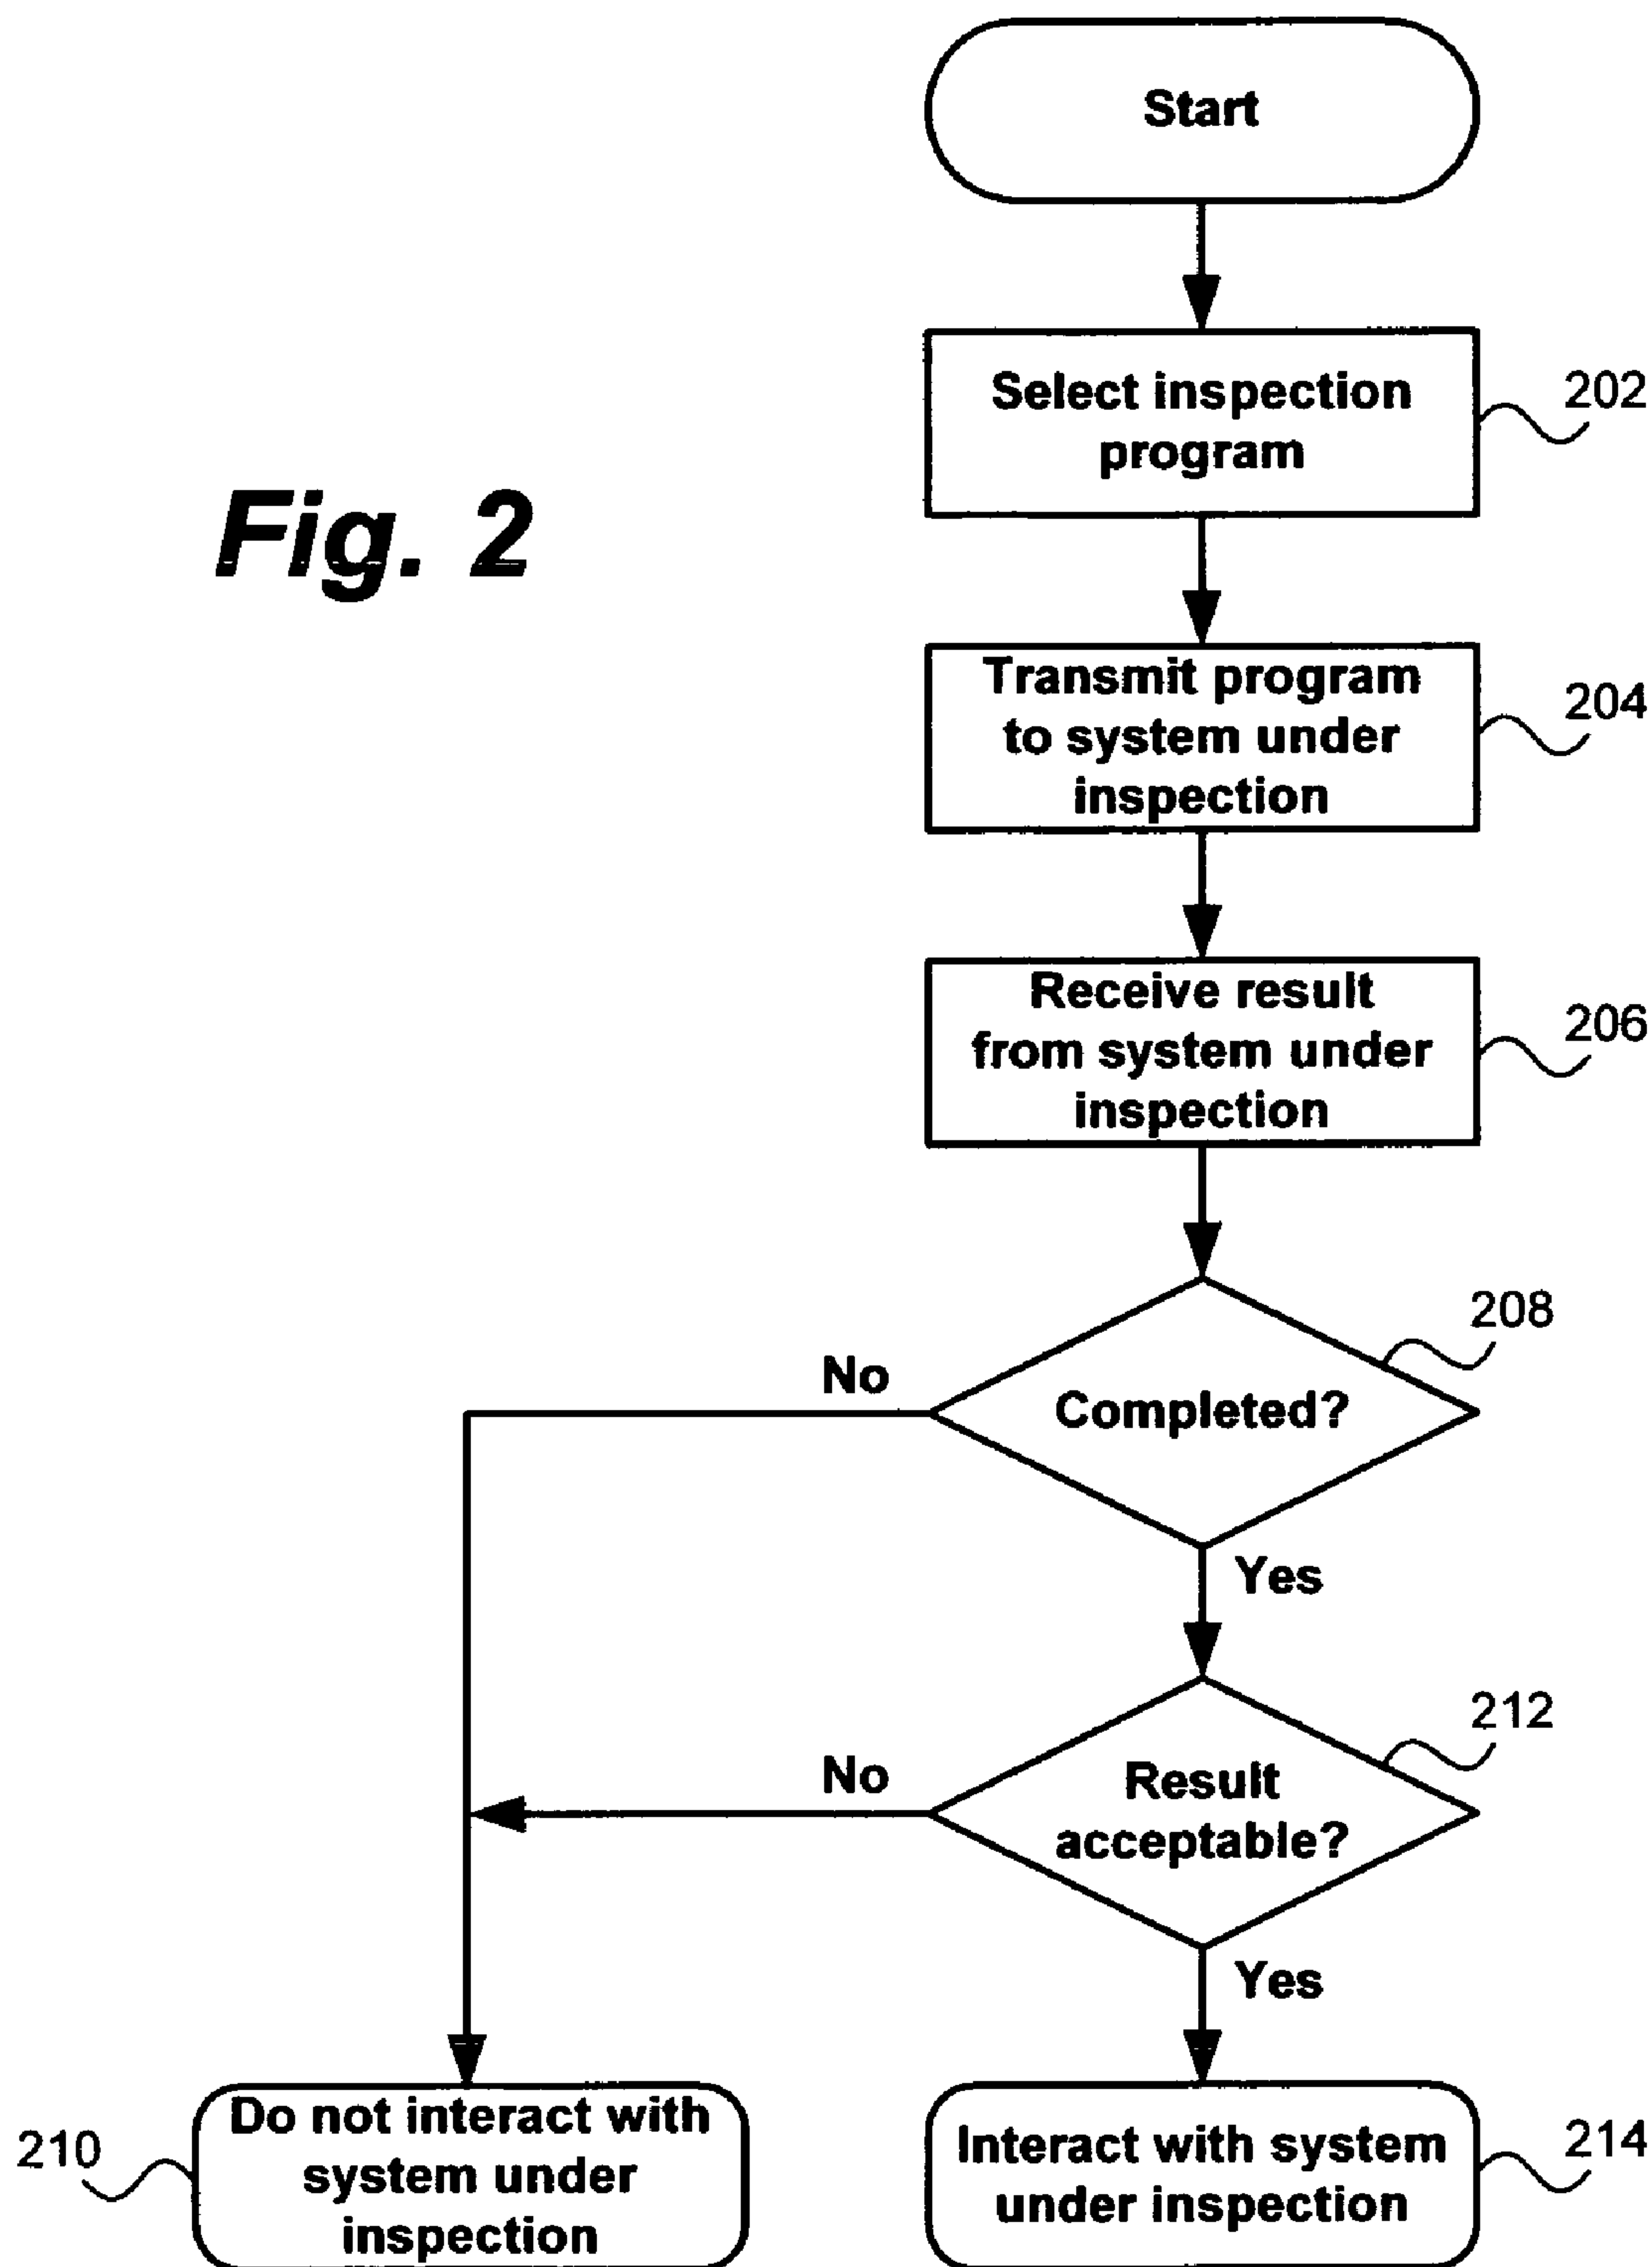 Start
Select inspection
program
202
Fig. 2
Transmit program
to system under
inspection
204
Receive result
from system under
inspection
206
208
No
Completed?
Yes
212
No
Result
acceptable?
Yes
210
Do not interact with
system under
inspection
Interact with system
under inspection
214